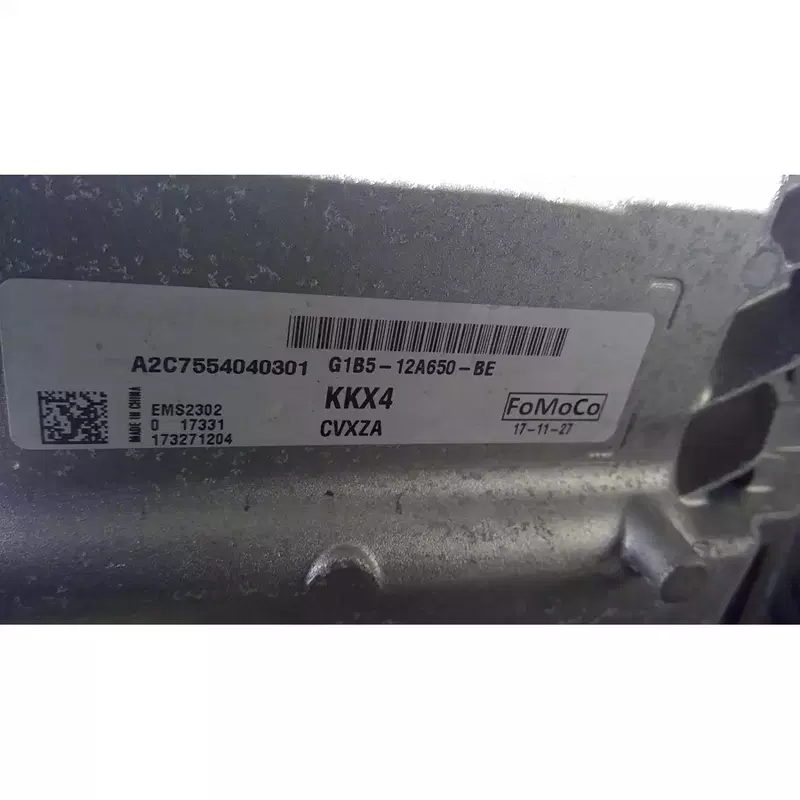 A2C7554040301 G1B5-12A650-BE
MADE IN CHINA
EMS2302
0 17331
173271204
KKX4
CVXZA
FoMoCo
17-11-27